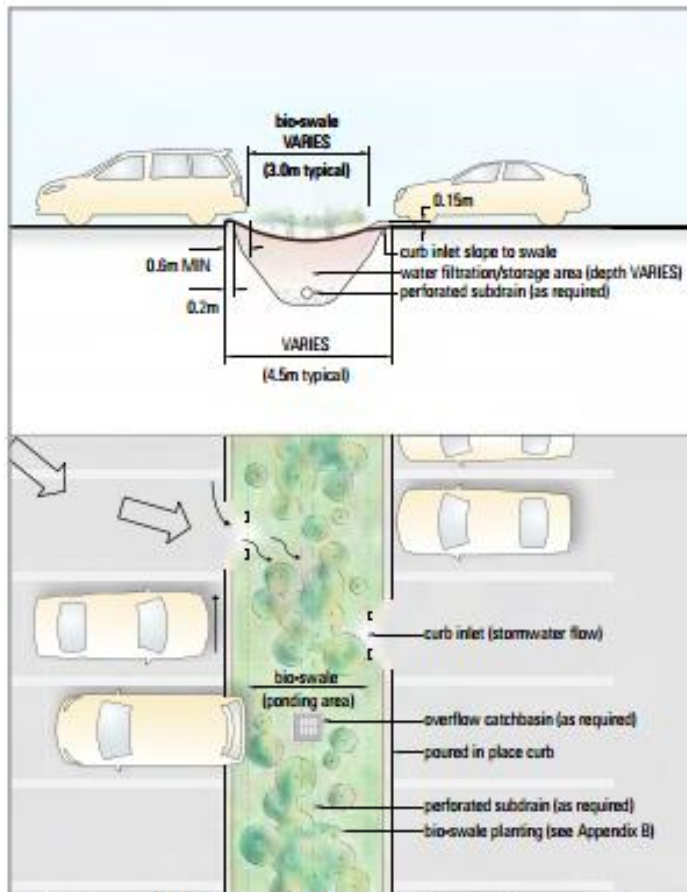 bio-swale
VARIES
(3.0m typical)
0.15m
curb inlet slope to swale
0.6m MIN
water filtration/storage area (depth VARIES)
perforated subdrain (as required)
0.2m
VARIES
(4.5m typical)
curb inlet (stormwater flow)
bio-swale
(ponding area)
overflow catchbasin (as required)
poured in place curb
perforated subdrain (as required)
bio-swale planting (see Appendix B)